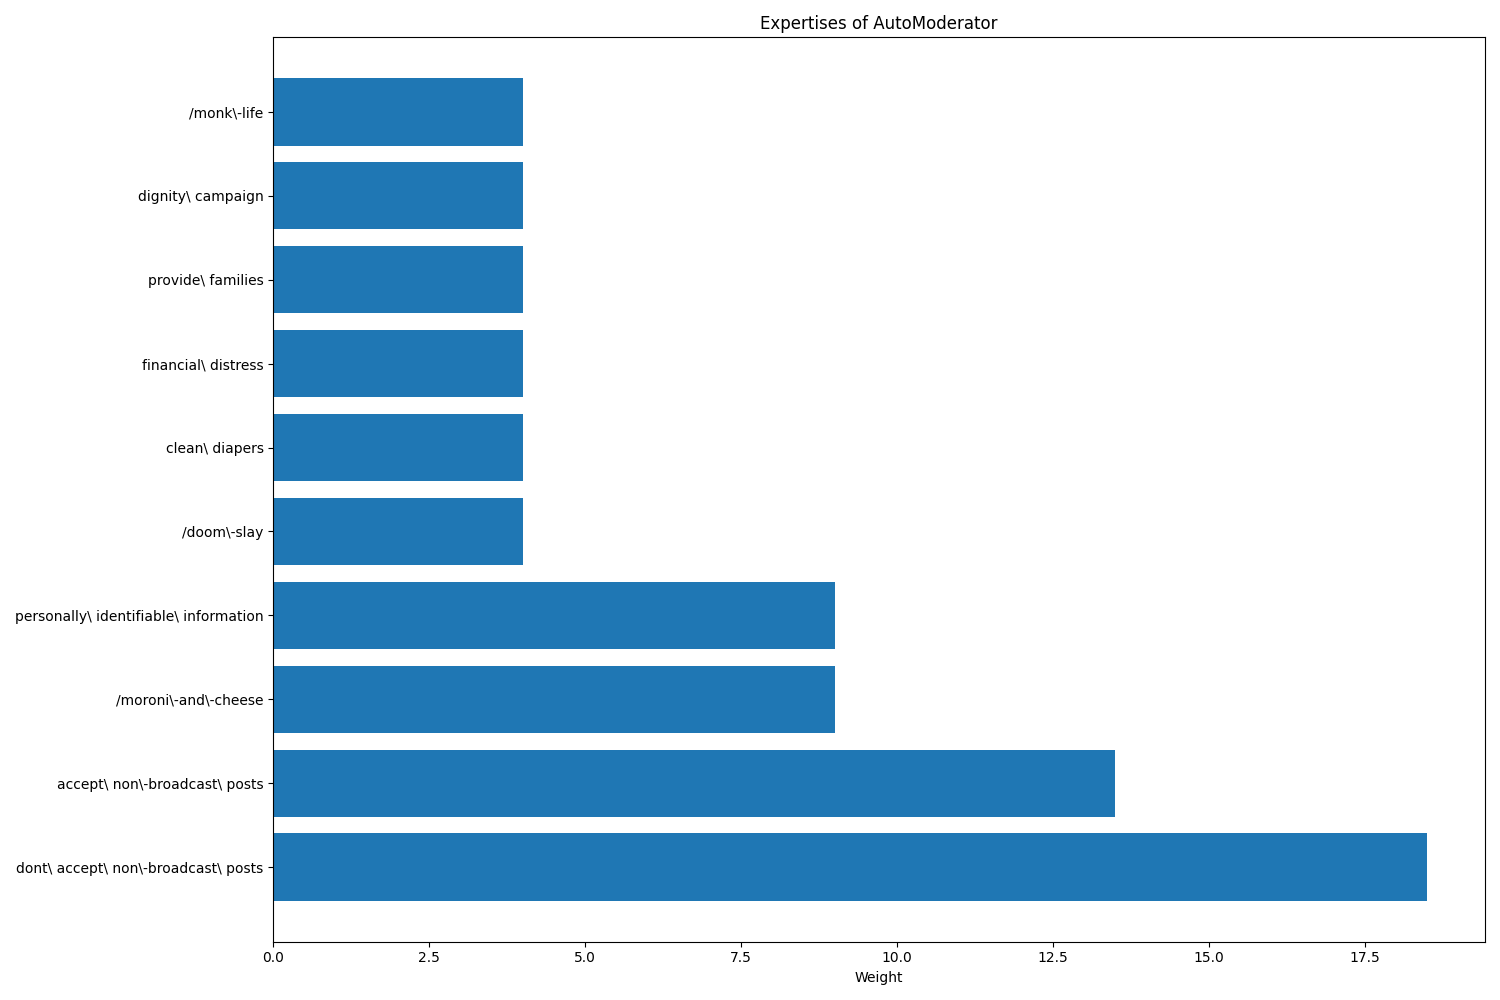 Expertises of AutoModerator
/monk\-life
dignity\ campaign
provide\ families
financial\ distress
clean\ diapers
/doom\-slay
personally\ identifiable\ information
/moroni\-and\-cheese
accept\ non\-broadcast\ posts
dont\ accept\ non\-broadcast\ posts
0.0 2.5 5.0 7.5 10.0 12.5 15.0 17.5
Weight